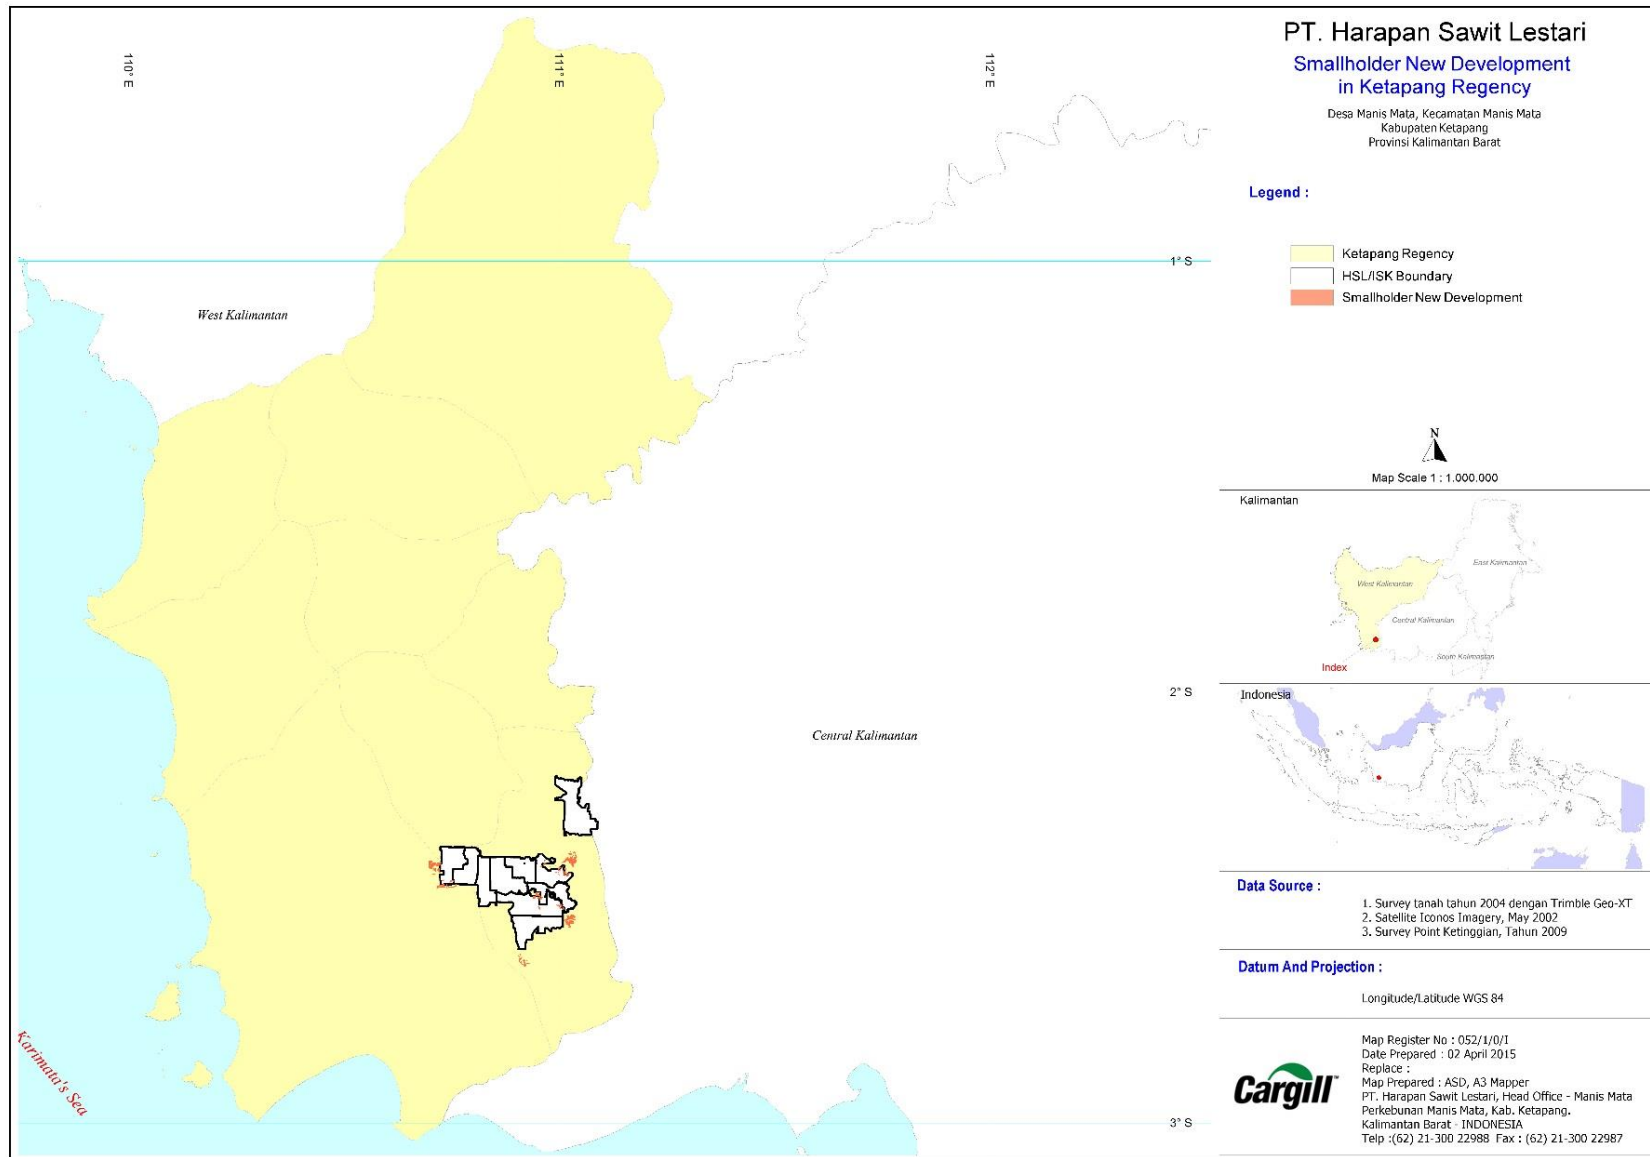 PT. Harapan Sawit Lestari
Smallholder New Development
in Ketapang Regency
Desa Manis Mata, Kecamatan Manis Mata
Kabupaten Ketapang
Provinsi Kalimantan Barat
Legend :
Ketapang Regency
HSL/ISK Boundary
Smallholder New Development
N
Map Scale 1 : 1.000.000
110° E
111° E
112° E
1° S
2° S
3° S
West Kalimantan
Central Kalimantan
Karimata's Sea
Kalimantan
West Kalimantan
East Kalimantan
Central Kalimantan
South Kalimantan
Index
Indonesia
Data Source :
1. Survey tanah tahun 2004 dengan Trimble Geo-XT
2. Satellite Iconos Imagery, May 2002
3. Survey Point Ketinggian, Tahun 2009
Datum And Projection :
Longitude/Latitude WGS 84
Cargill™
Map Register No : 052/1/0/I
Date Prepared : 02 April 2015
Replace :
Map Prepared : ASD, A3 Mapper
PT. Harapan Sawit Lestari, Head Office - Manis Mata
Perkebunan Manis Mata, Kab. Ketapang.
Kalimantan Barat - INDONESIA
Telp :(62) 21-300 22988 Fax : (62) 21-300 22987